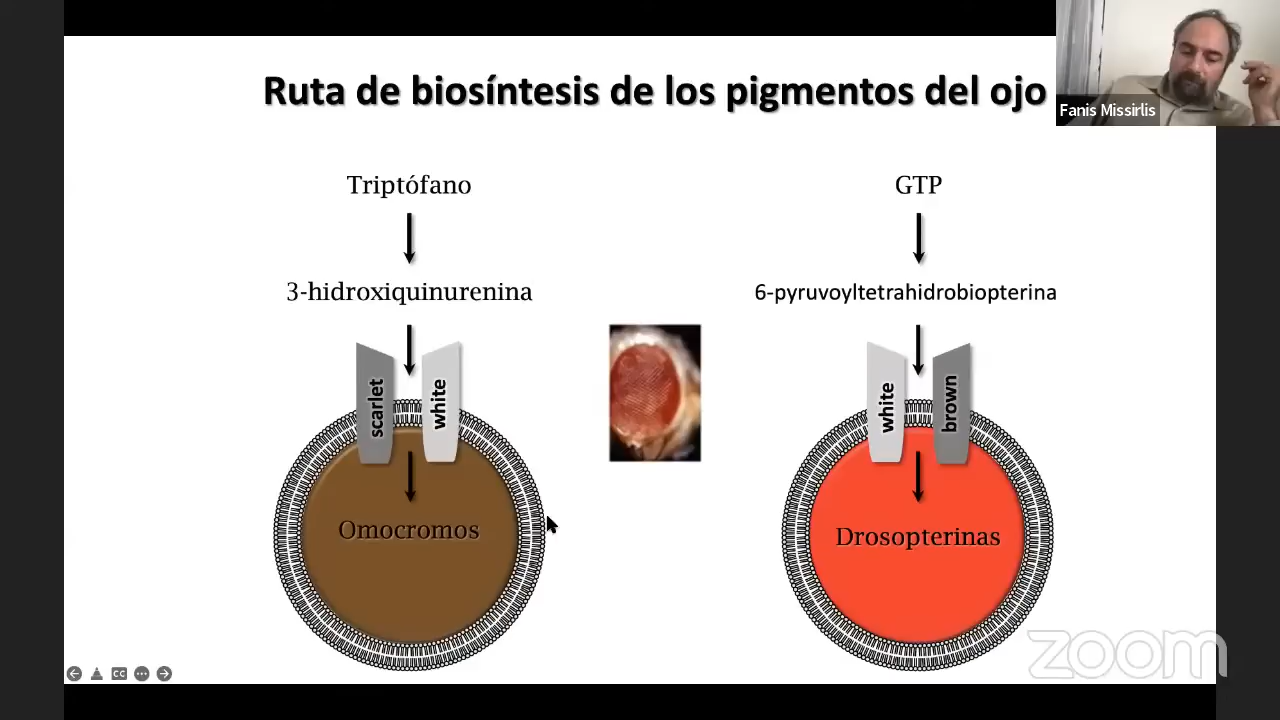 Ruta de biosíntesis de los pigmentos del ojo
Fanis Missirlis
Triptófano
GTP
3-hidroxiquinurenina
6-pyruvoyltetrahidrobiopterina
scarlet
white
white
brown
Omocromos
Drosopterinas
CC
zoom